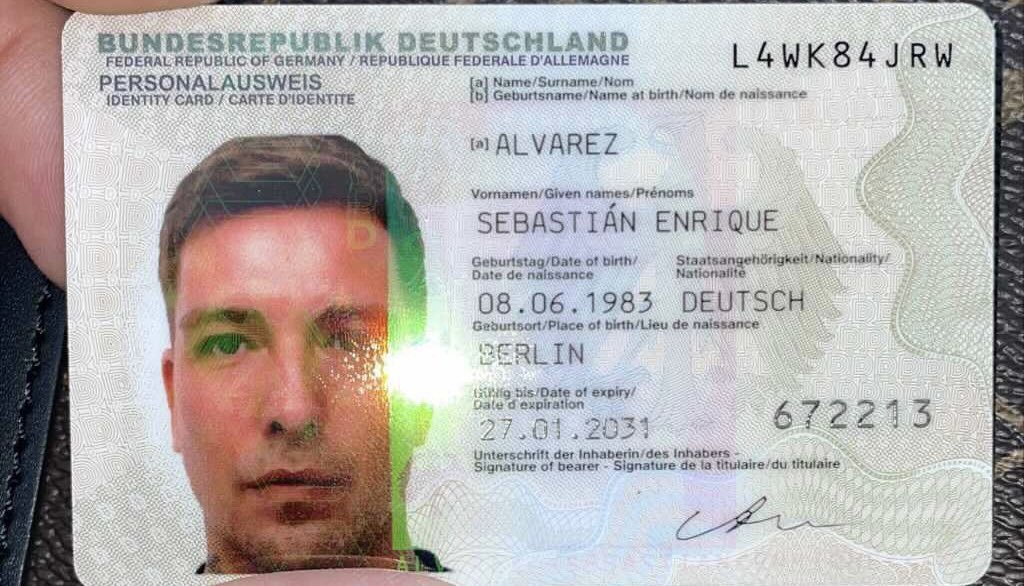 BUNDESREPUBLIK DEUTSCHLAND
FEDERAL REPUBLIC OF GERMANY / REPUBLIQUE FEDERALE D'ALLEMAGNE
PERSONALAUSWEIS
IDENTITY CARD / CARTE D'IDENTITE
L4WK84JRW
[a] Name/Surname/Nom
[b] Geburtsname/Name at birth/Nom de naissance
[a] ALVAREZ
Vornamen/Given names/Prénoms
SEBASTIÁN ENRIQUE
Geburtstag/Date of birth/ Staatsangehörigkeit/Nationality/
Date de naissance Nationalité
08.06.1983 DEUTSCH
Geburtsort/Place of birth/Lieu de naissance
BERLIN
Gültig bis/Date of expiry/
Date d'expiration
27.01.2031 672213
Unterschrift der Inhaberin/des Inhabers -
Signature of bearer - Signature de la titulaire/du titulaire